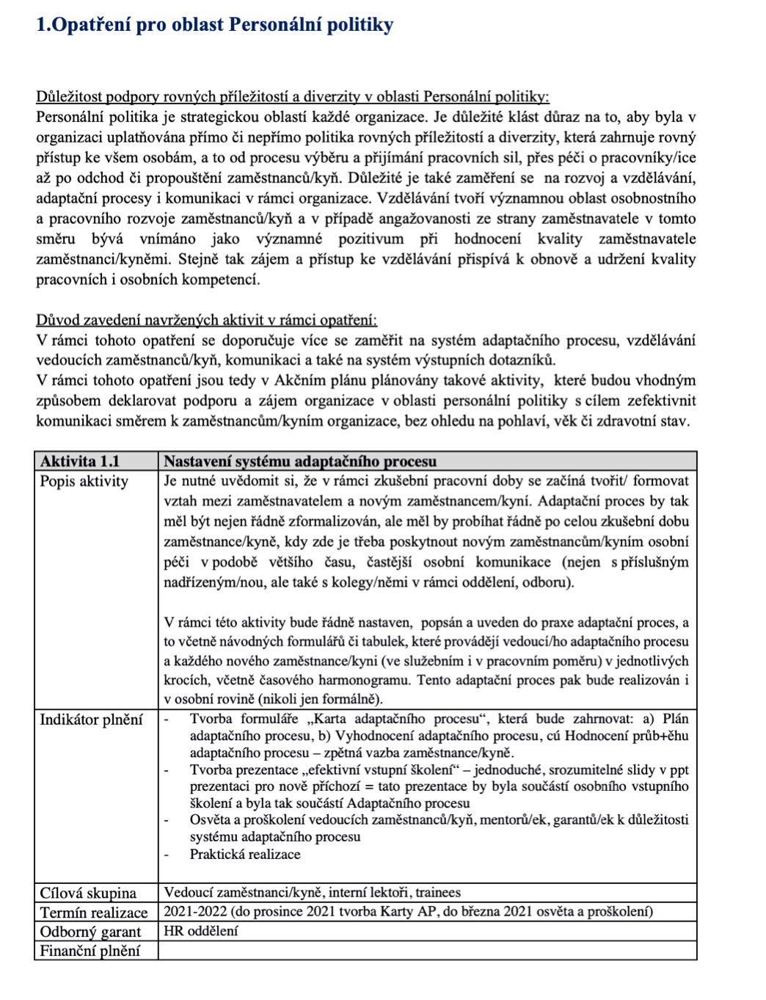 1.Opatření pro oblast Personální politiky
Důležitost podpory rovných příležitostí a diverzity v oblasti Personální politiky:
Personální politika je strategickou oblastí každé organizace. Je důležité klást důraz na to, aby byla v
organizaci uplatňována přímo či nepřímo politika rovných příležitostí a diverzity, která zahrnuje rovný
přístup ke všem osobám, a to od procesu výběru a přijímání pracovních sil, přes péči o pracovníky/ice
až po odchod či propouštění zaměstnanců/kyň. Důležité je také zaměření se na rozvoj a vzdělávání,
adaptační procesy i komunikaci v rámci organizace. Vzdělávání tvoří významnou oblast osobnostního
a pracovního rozvoje zaměstnanců/kyň a v případě angažovanosti ze strany zaměstnavatele v tomto
směru bývá vnímáno jako významné pozitivum při hodnocení kvality zaměstnavatele
zaměstnanci/kyněmi. Stejně tak zájem a přístup ke vzdělávání přispívá k obnově a udržení kvality
pracovních i osobních kompetencí.
Důvod zavedení navržených aktivit v rámci opatření:
V rámci tohoto opatření se doporučuje více se zaměřit na systém adaptačního procesu, vzdělávání
vedoucích zaměstnanců/kyň, komunikaci a také na systém výstupních dotazníků.
V rámci tohoto opatření jsou tedy v Akčním plánu plánovány takové aktivity, které budou vhodným
způsobem deklarovat podporu a zájem organizace v oblasti personální politiky s cílem zefektivnit
komunikaci směrem k zaměstnancům/kyním organizace, bez ohledu na pohlaví, věk či zdravotní stav.
Aktivita 1.1 Nastavení systému adaptačního procesu
Popis aktivity Je nutné uvědomit si, že v rámci zkušební pracovní doby se začíná tvořit/ formovat
vztah mezi zaměstnavatelem a novým zaměstnancem/kyní. Adaptační proces by tak
měl být nejen řádně zformalizován, ale měl by probíhat řádně po celou zkušební dobu
zaměstnance/kyně, kdy zde je třeba poskytnout novým zaměstnancům/kyním osobní
péči v podobě většího času, častější osobní komunikace (nejen s příslušným
nadřízeným/nou, ale také s kolegy/němi v rámci oddělení, odboru).
V rámci této aktivity bude řádně nastaven, popsán a uveden do praxe adaptační proces, a
to včetně návodných formulářů či tabulek, které provádějí vedoucí/ho adaptačního procesu
a každého nového zaměstnance/kyni (ve služebním i v pracovním poměru) v jednotlivých
krocích, včetně časového harmonogramu. Tento adaptační proces pak bude realizován i
v osobní rovině (nikoli jen formálně).
Indikátor plnění - Tvorba formuláře „Karta adaptačního procesu“, která bude zahrnovat: a) Plán
adaptačního procesu, b) Vyhodnocení adaptačního procesu, cú Hodnocení průb+ěhu
adaptačního procesu – zpětná vazba zaměstnance/kyně.
- Tvorba prezentace „efektivní vstupní školení“ – jednoduché, srozumitelné slidy v ppt
prezentaci pro nově příchozí = tato prezentace by byla součástí osobního vstupního
školení a byla tak součástí Adaptačního procesu
- Osvěta a proškolení vedoucích zaměstnanců/kyň, mentorů/ek, garantů/ek k důležitosti
systému adaptačního procesu
- Praktická realizace
Cílová skupina Vedoucí zaměstnanci/kyně, interní lektoři, trainees
Termín realizace 2021-2022 (do prosince 2021 tvorba Karty AP, do března 2021 osvěta a proškolení)
Odborný garant HR oddělení
Finanční plnění